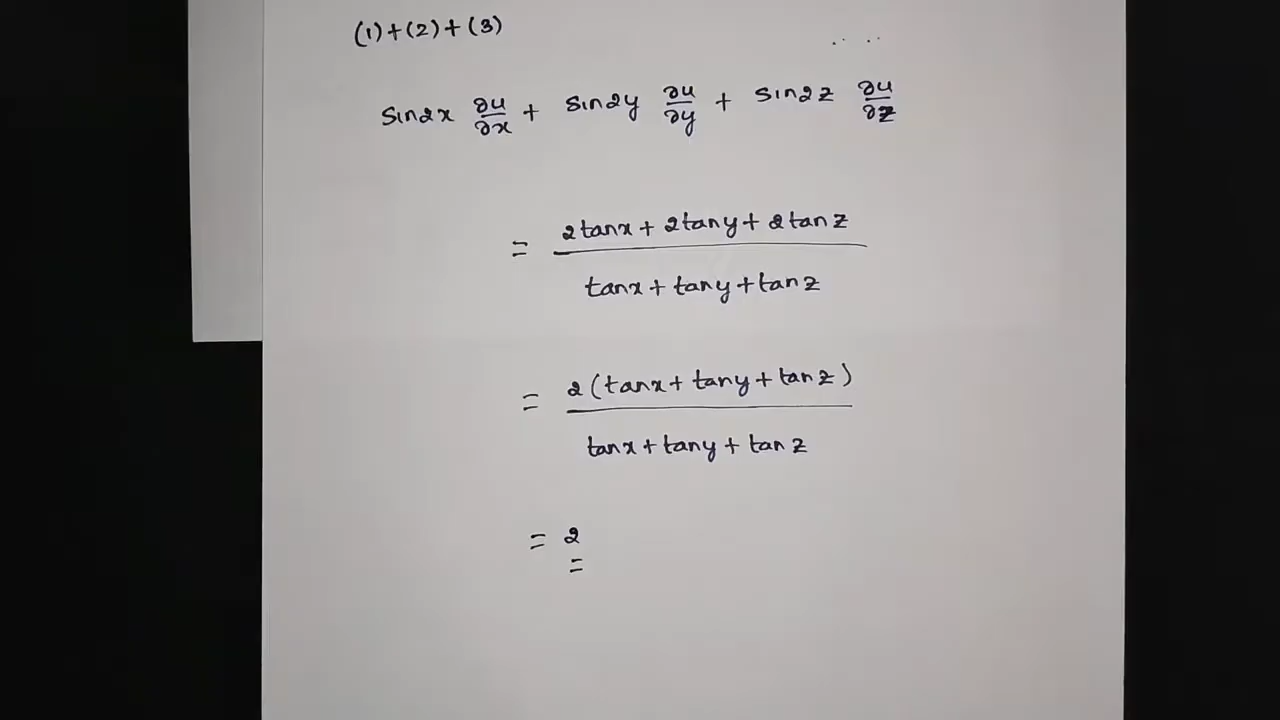 (1)+(2)+(3)
sin2x ∂u/∂x + sin2y ∂u/∂y + sin2z ∂u/∂z
= 2tanx + 2tany + 2tanz
tanx + tany + tanz
= 2(tanx + tany + tanz)
tanx + tany + tanz
= 2